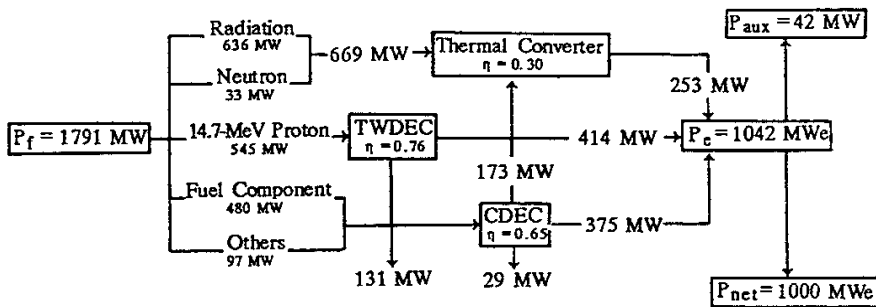 Radiation
636 MW
Neutron
33 MW
669 MW
Thermal Converter
η = 0.30
P_aux = 42 MW
253 MW
P_f = 1791 MW
14.7-MeV Proton
545 MW
TWDEC
η = 0.76
414 MW
P_e = 1042 MWe
173 MW
Fuel Component
480 MW
Others
97 MW
CDEC
η = 0.65
375 MW
131 MW
29 MW
P_net = 1000 MWe